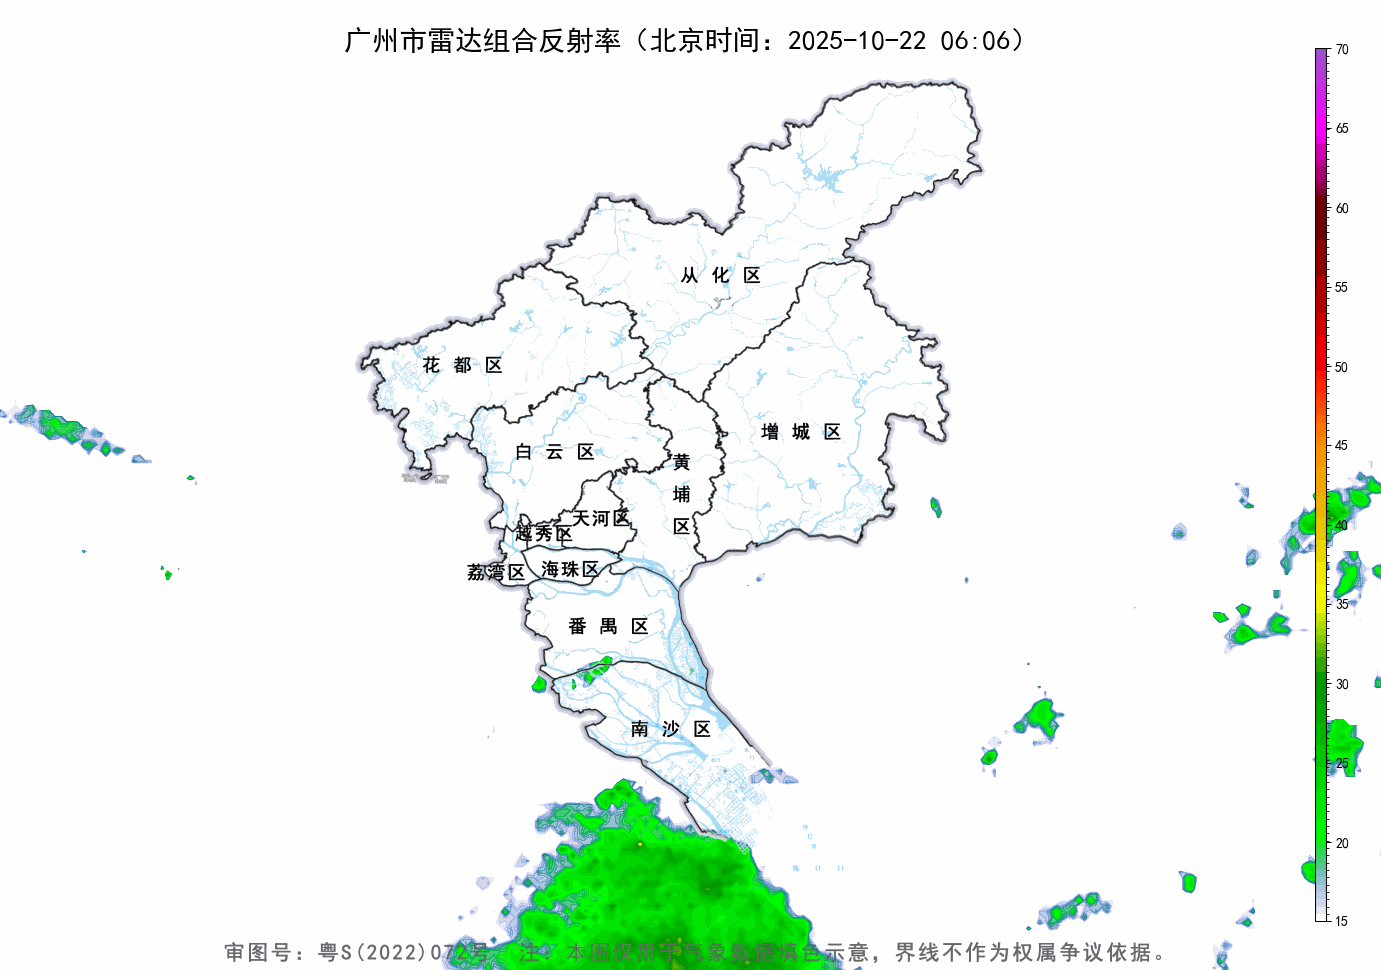 广州市雷达组合反射率（北京时间：2025-10-22 06:06）
70
65
60
55
50
45
40
35
30
25
20
15
从化区
花都区
增城区
白云区
黄埔区
天河区
越秀区
荔湾区
海珠区
番禺区
南沙区
审图号：粤S(2022)072号 注：本图仅用于气象数据填色示意，界线不作为权属争议依据。